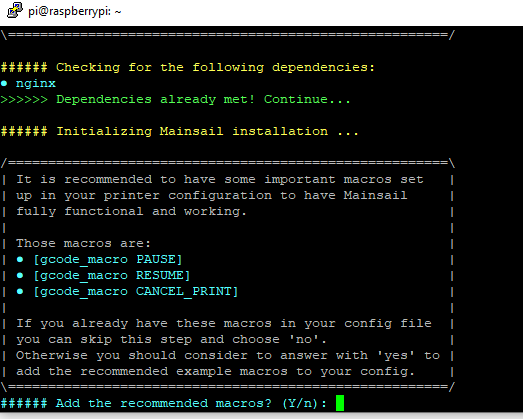 pi@raspberrypi: ~
\=======================================================/
###### Checking for the following dependencies:
● nginx
>>>>>> Dependencies already met! Continue...
###### Initializing Mainsail installation ...
/=======================================================\
| It is recommended to have some important macros set |
| up in your printer configuration to have Mainsail |
| fully functional and working. |
| |
| Those macros are: |
| ● [gcode_macro PAUSE] |
| ● [gcode_macro RESUME] |
| ● [gcode_macro CANCEL_PRINT] |
| |
| If you already have these macros in your config file |
| you can skip this step and choose 'no'. |
| Otherwise you should consider to answer with 'yes' to |
| add the recommended example macros to your config. |
\=======================================================/
###### Add the recommended macros? (Y/n):